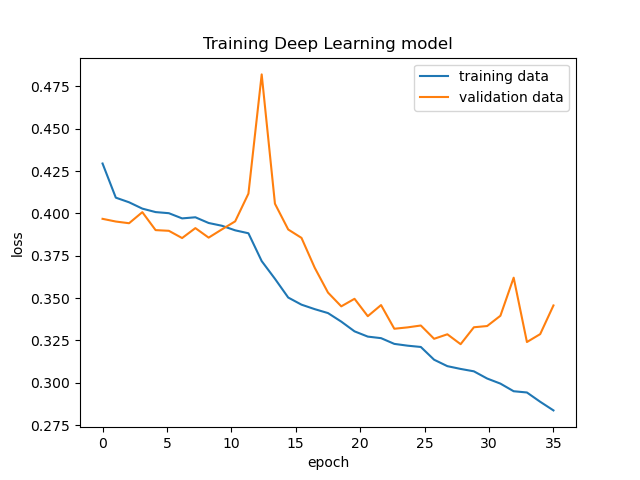 Training Deep Learning model
training data
validation data
loss
0.475
0.450
0.425
0.400
0.375
0.350
0.325
0.300
0.275
0 5 10 15 20 25 30 35
epoch